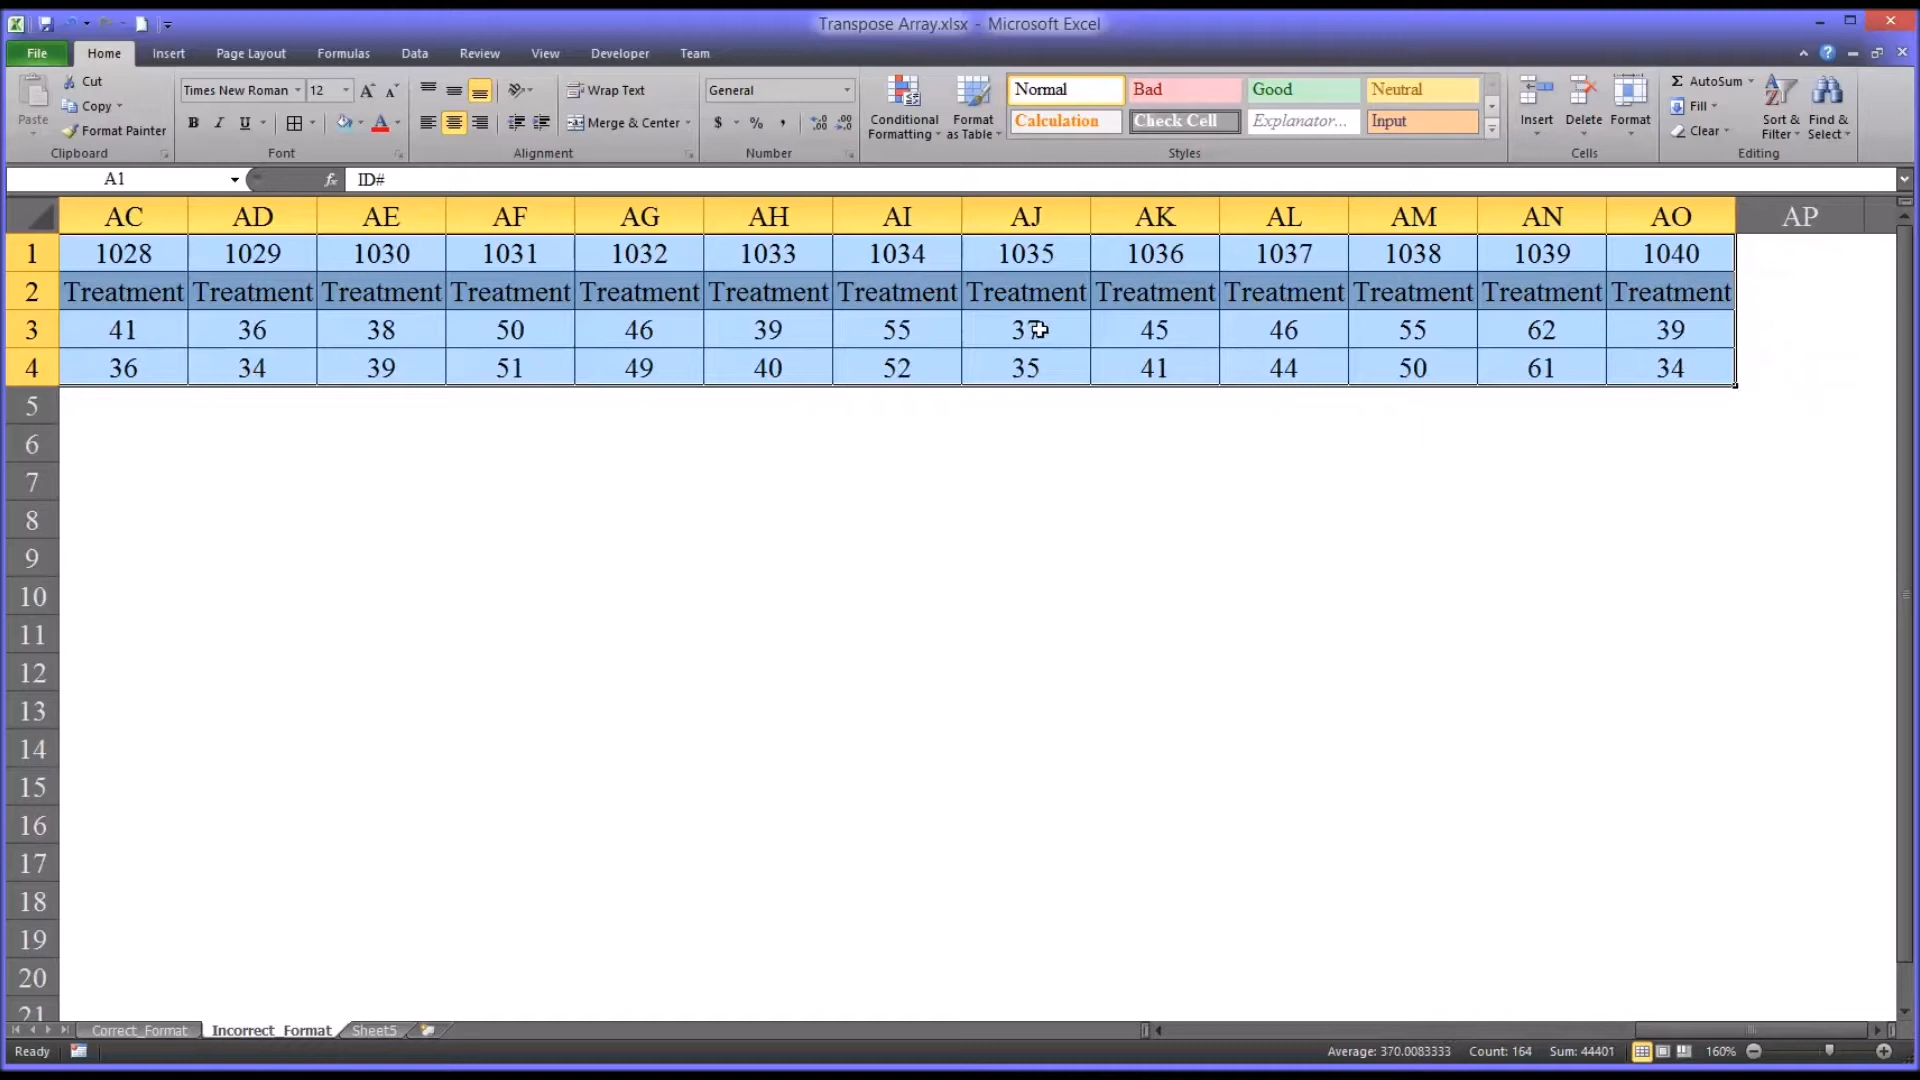 Transpose Array.xlsx - Microsoft Excel
File Home Insert Page Layout Formulas Data Review View Developer Team
Paste Cut Copy Format Painter
Times New Roman 12
B I U
Wrap Text
Merge & Center
General
$ % ,
Conditional Formatting Format as Table
Normal Bad Good Neutral
Calculation Check Cell Explanator... Input
Insert Delete Format
AutoSum
Fill
Clear
Sort & Filter Find & Select
Clipboard Font Alignment Number Styles Cells Editing
A1 fx ID#
AC AD AE AF AG AH AI AJ AK AL AM AN AO AP
1 1028 1029 1030 1031 1032 1033 1034 1035 1036 1037 1038 1039 1040
2 Treatment Treatment Treatment Treatment Treatment Treatment Treatment Treatment Treatment Treatment Treatment Treatment Treatment
3 41 36 38 50 46 39 55 37 45 46 55 62 39
4 36 34 39 51 49 40 52 35 41 44 50 61 34
5
6
7
8
9
10
11
12
13
14
15
16
17
18
19
20
21
Correct_Format Incorrect_Format Sheet5
Ready Average: 370.0083333 Count: 164 Sum: 44401 160%